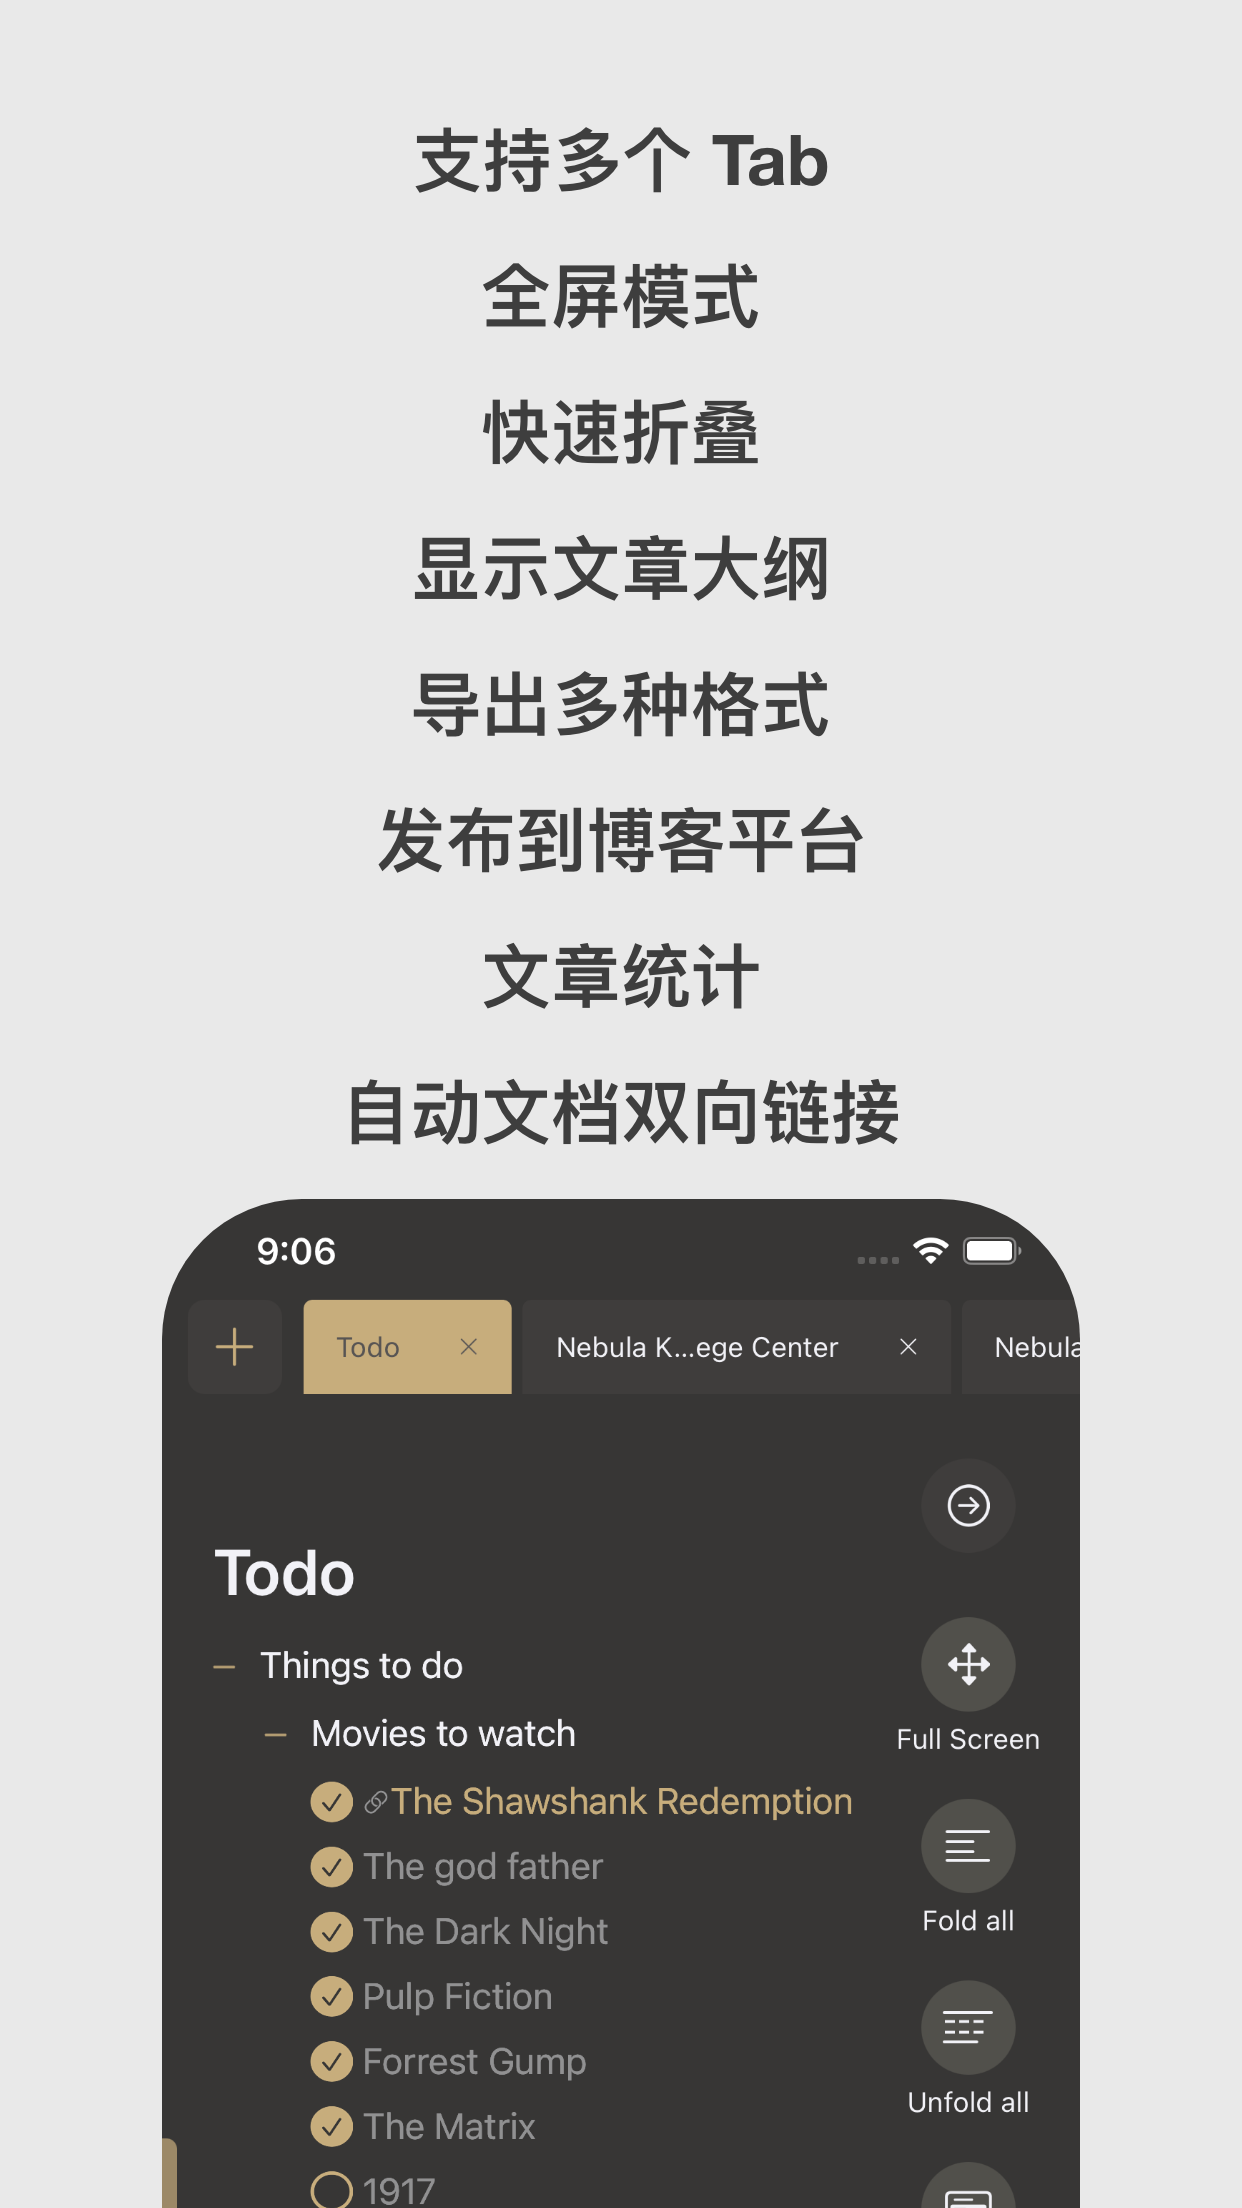 支持多个 Tab
全屏模式
快速折叠
显示文章大纲
导出多种格式
发布到博客平台
文章统计
自动文档双向链接
9:06
Todo
Nebula K...ege Center
Nebula
Todo
Things to do
Movies to watch
The Shawshank Redemption
The god father
The Dark Night
Pulp Fiction
Forrest Gump
The Matrix
1917
Full Screen
Fold all
Unfold all